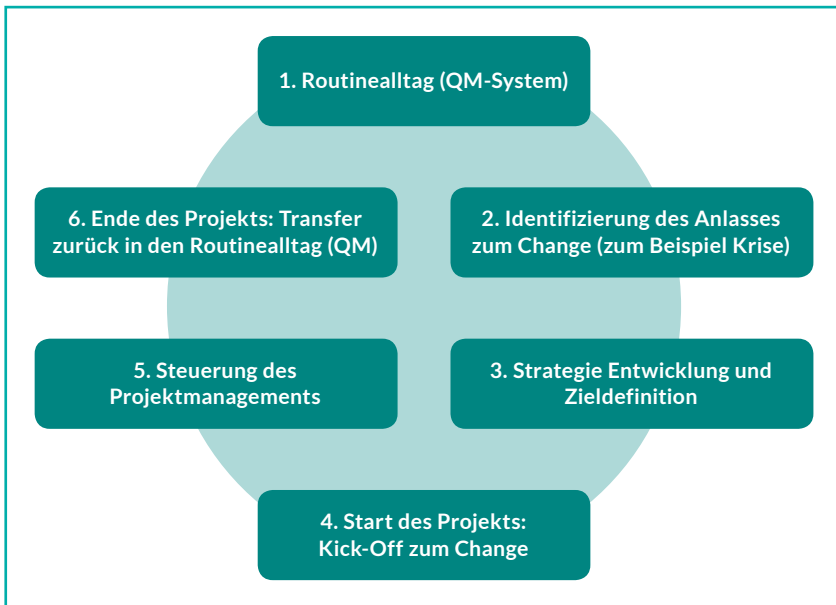 1. Routinealltag (QM-System)
2. Identifizierung des Anlasses
zum Change (zum Beispiel Krise)
3. Strategie Entwicklung und
Zieldefinition
4. Start des Projekts:
Kick-Off zum Change
5. Steuerung des
Projektmanagements
6. Ende des Projekts: Transfer
zurück in den Routinealltag (QM)